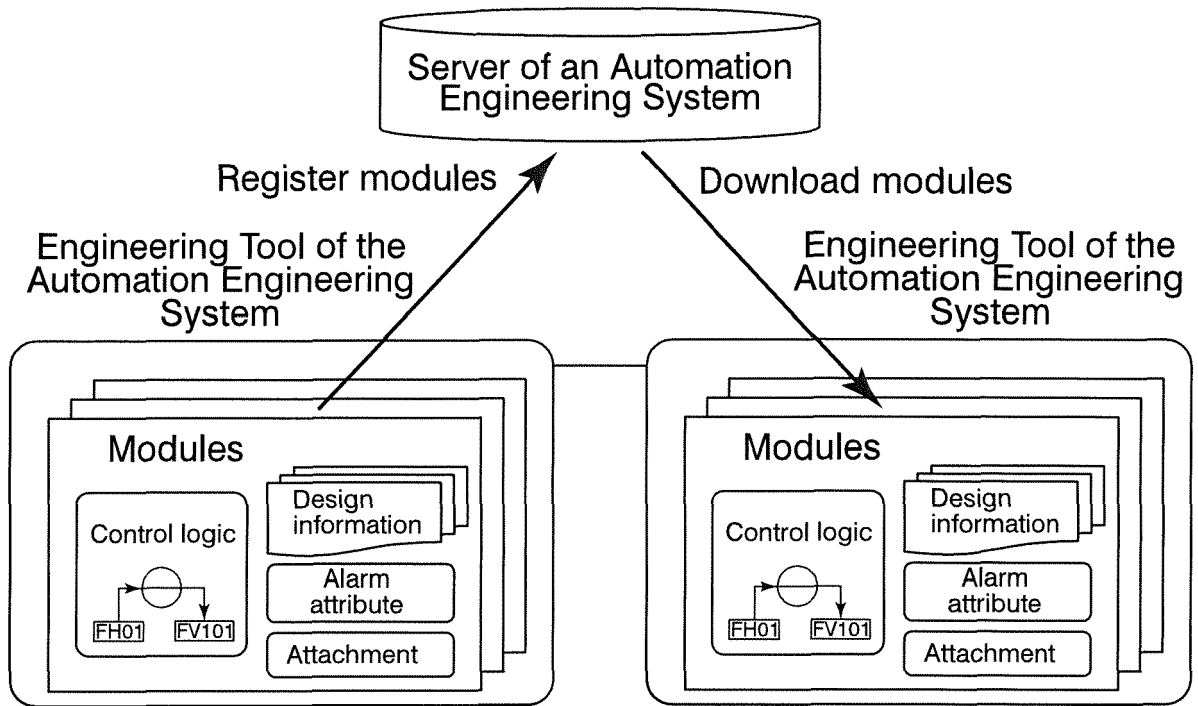 Server of an Automation
Engineering System
Register modules
Download modules
Engineering Tool of the
Automation Engineering
System
Engineering Tool of the
Automation Engineering
System
Modules
Control logic
FH01
FV101
Design
information
Alarm
attribute
Attachment
Modules
Control logic
FH01
FV101
Design
information
Alarm
attribute
Attachment